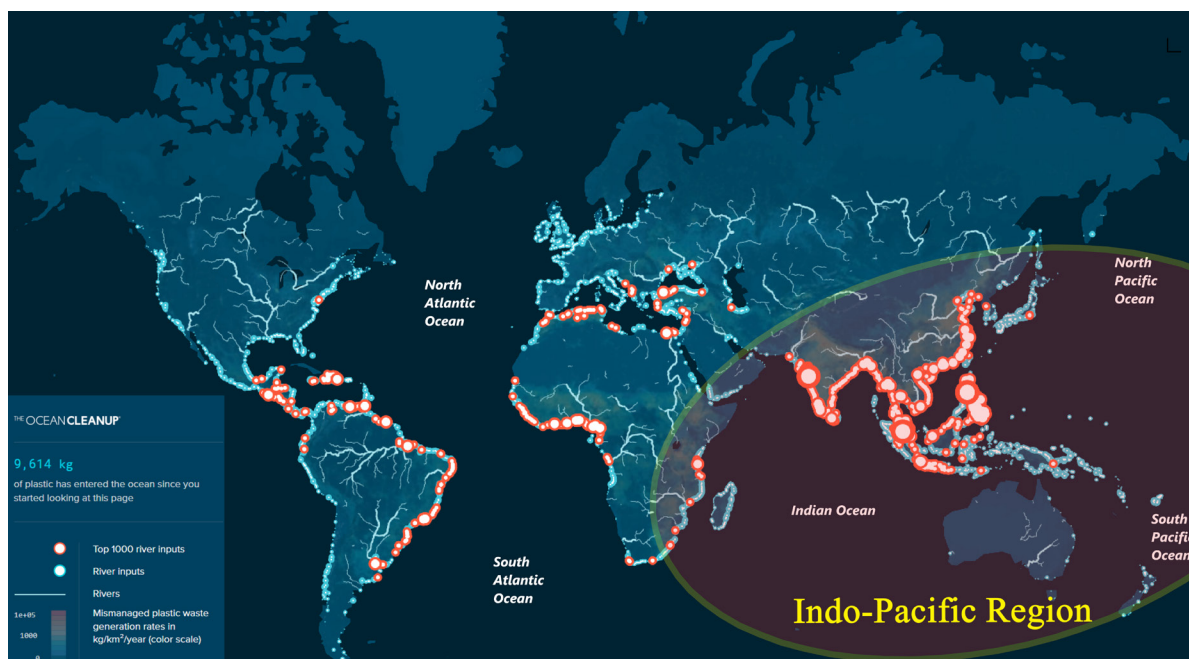 North
Atlantic
Ocean
North
Pacific
Ocean
THE OCEANCLEANUP®
9,614 kg
of plastic has entered the ocean since you
started looking at this page
Top 1000 river inputs
River inputs
Rivers
1e+05
1000
0
Mismanaged plastic waste
generation rates in
kg/km²/year (color scale)
South
Atlantic
Ocean
Indian Ocean
South
Pacific
Ocean
Indo-Pacific Region